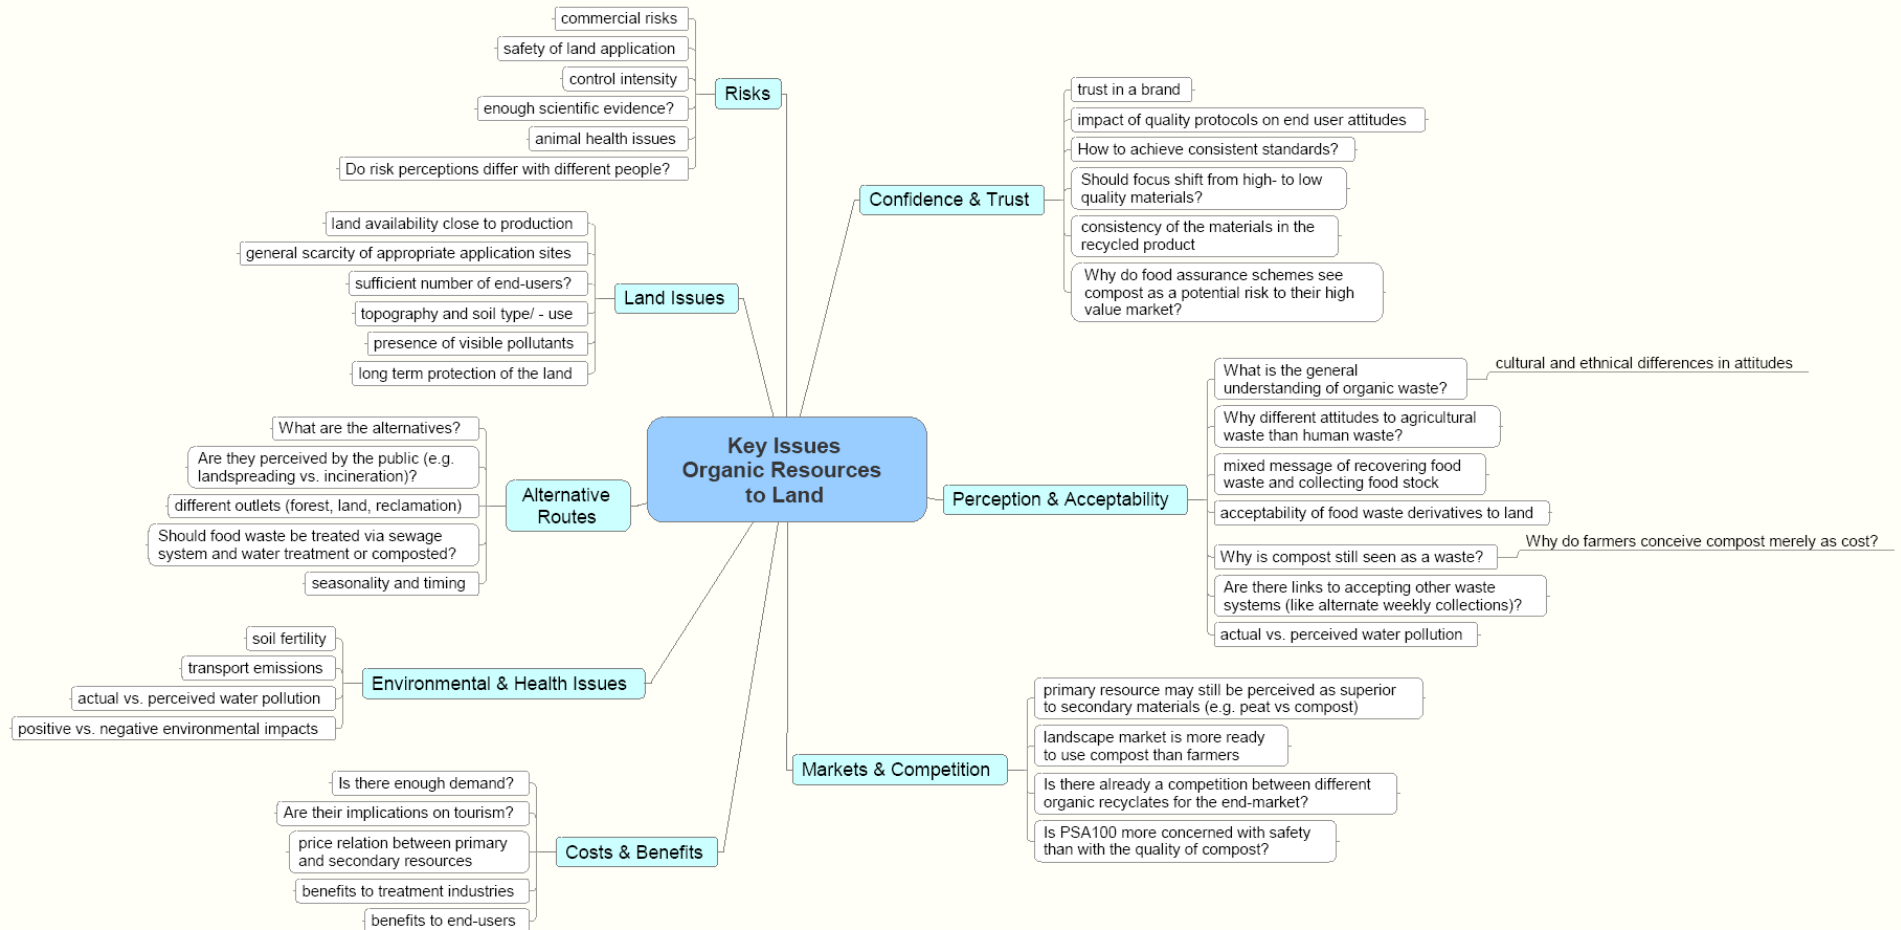 Key Issues
Organic Resources
to Land
Risks
commercial risks
safety of land application
control intensity
enough scientific evidence?
animal health issues
Do risk perceptions differ with different people?
Land Issues
land availability close to production
general scarcity of appropriate application sites
sufficient number of end-users?
topography and soil type/ - use
presence of visible pollutants
long term protection of the land
Alternative
Routes
What are the alternatives?
Are they perceived by the public (e.g.
landspreading vs. incineration)?
different outlets (forest, land, reclamation)
Should food waste be treated via sewage
system and water treatment or composted?
seasonality and timing
Environmental & Health Issues
soil fertility
transport emissions
actual vs. perceived water pollution
positive vs. negative environmental impacts
Costs & Benefits
Is there enough demand?
Are their implications on tourism?
price relation between primary
and secondary resources
benefits to treatment industries
benefits to end-users
Confidence & Trust
trust in a brand
impact of quality protocols on end user attitudes
How to achieve consistent standards?
Should focus shift from high- to low
quality materials?
consistency of the materials in the
recycled product
Why do food assurance schemes see
compost as a potential risk to their high
value market?
Perception & Acceptability
What is the general
understanding of organic waste?
cultural and ethnical differences in attitudes
Why different attitudes to agricultural
waste than human waste?
mixed message of recovering food
waste and collecting food stock
acceptability of food waste derivatives to land
Why is compost still seen as a waste?
Why do farmers conceive compost merely as cost?
Are there links to accepting other waste
systems (like alternate weekly collections)?
actual vs. perceived water pollution
Markets & Competition
primary resource may still be perceived as superior
to secondary materials (e.g. peat vs compost)
landscape market is more ready
to use compost than farmers
Is there already a competition between different
organic recyclates for the end-market?
Is PSA100 more concerned with safety
than with the quality of compost?